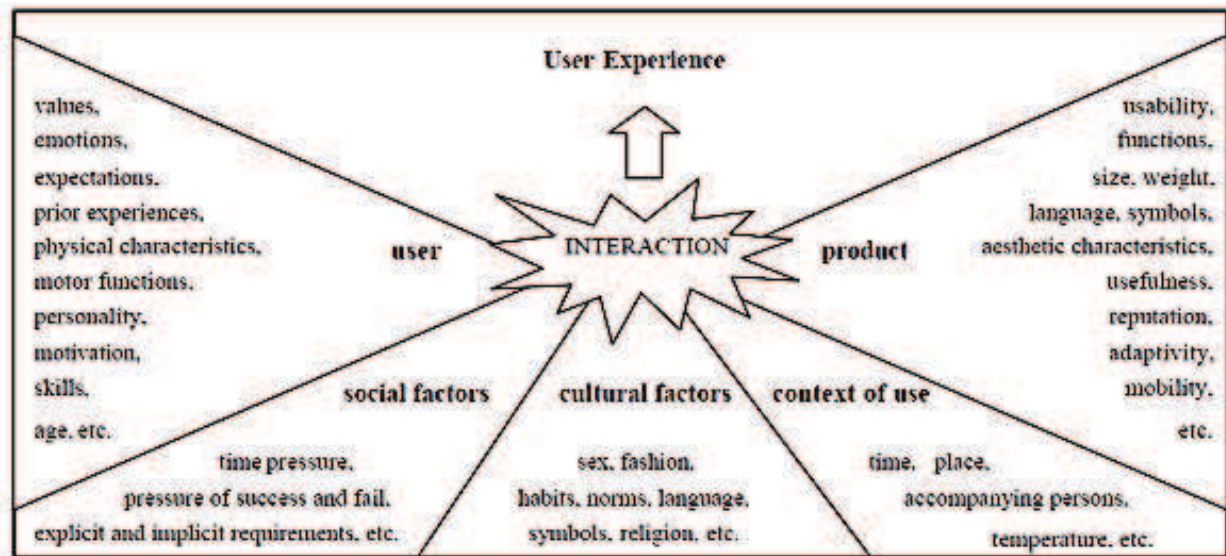 User Experience
values,
emotions,
expectations,
prior experiences,
physical characteristics,
motor functions,
personality,
motivation,
skills,
age, etc.
user
INTERACTION
product
usability,
functions,
size, weight,
language, symbols,
aesthetic characteristics,
usefulness,
reputation,
adaptivity,
mobility,
etc.
social factors
time pressure,
pressure of success and fail,
explicit and implicit requirements, etc.
cultural factors
sex, fashion,
habits, norms, language,
symbols, religion, etc.
context of use
time, place,
accompanying persons,
temperature, etc.